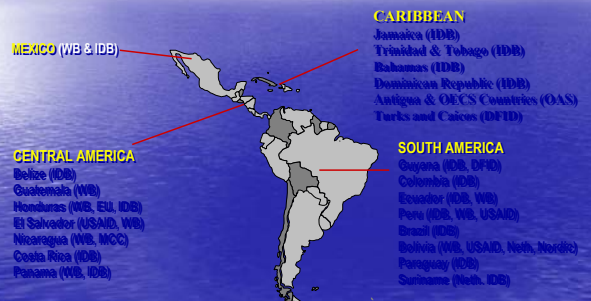 CARIBBEAN
Jamaica (IDB)
Trinidad & Tobago (IDB)
Bahamas (IDB)
Dominican Republic (IDB)
Antigua & OECS Countries (OAS)
Turks and Caicos (DFID)
MEXICO (WB & IDB)
CENTRAL AMERICA
Belize (IDB)
Guatemala (WB)
Honduras (WB, EU, IDB)
El Salvador (USAID, WB)
Nicaragua (WB, MCC)
Costa Rica (IDB)
Panama (WB, IDB)
SOUTH AMERICA
Guyana (IDB, DFID)
Colombia (IDB)
Ecuador (IDB, WB)
Peru (IDB, WB, USAID)
Brazil (IDB)
Bolivia (WB, USAID, Neth, Nordic)
Paraguay (IDB)
Suriname (Neth. IDB)